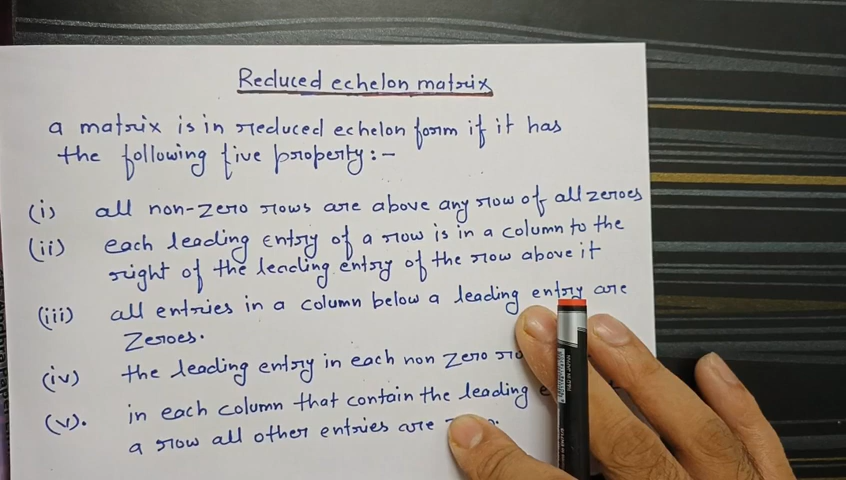 Reduced echelon matrix
a matrix is in reduced echelon form if it has
the following five property:-
(i) all non-zero rows are above any row of all zeroes
(ii) each leading entry of a row is in a column to the
right of the leading entry of the row above it
(iii) all entries in a column below a leading entry are
zeroes.
(iv) the leading entry in each non zero
(v). in each column that contain the leading
a row all other entries are